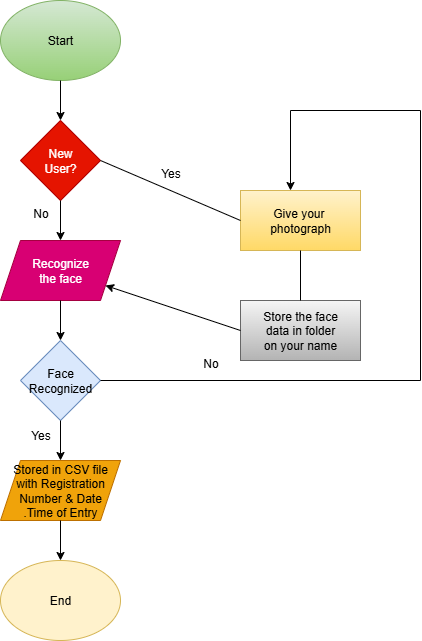 Start
New
User?
Yes
No
Give your
photograph
Recognize
the face
Store the face
data in folder
on your name
Face
Recognized
No
Yes
Stored in CSV file
with Registration
Number & Date
.Time of Entry
End